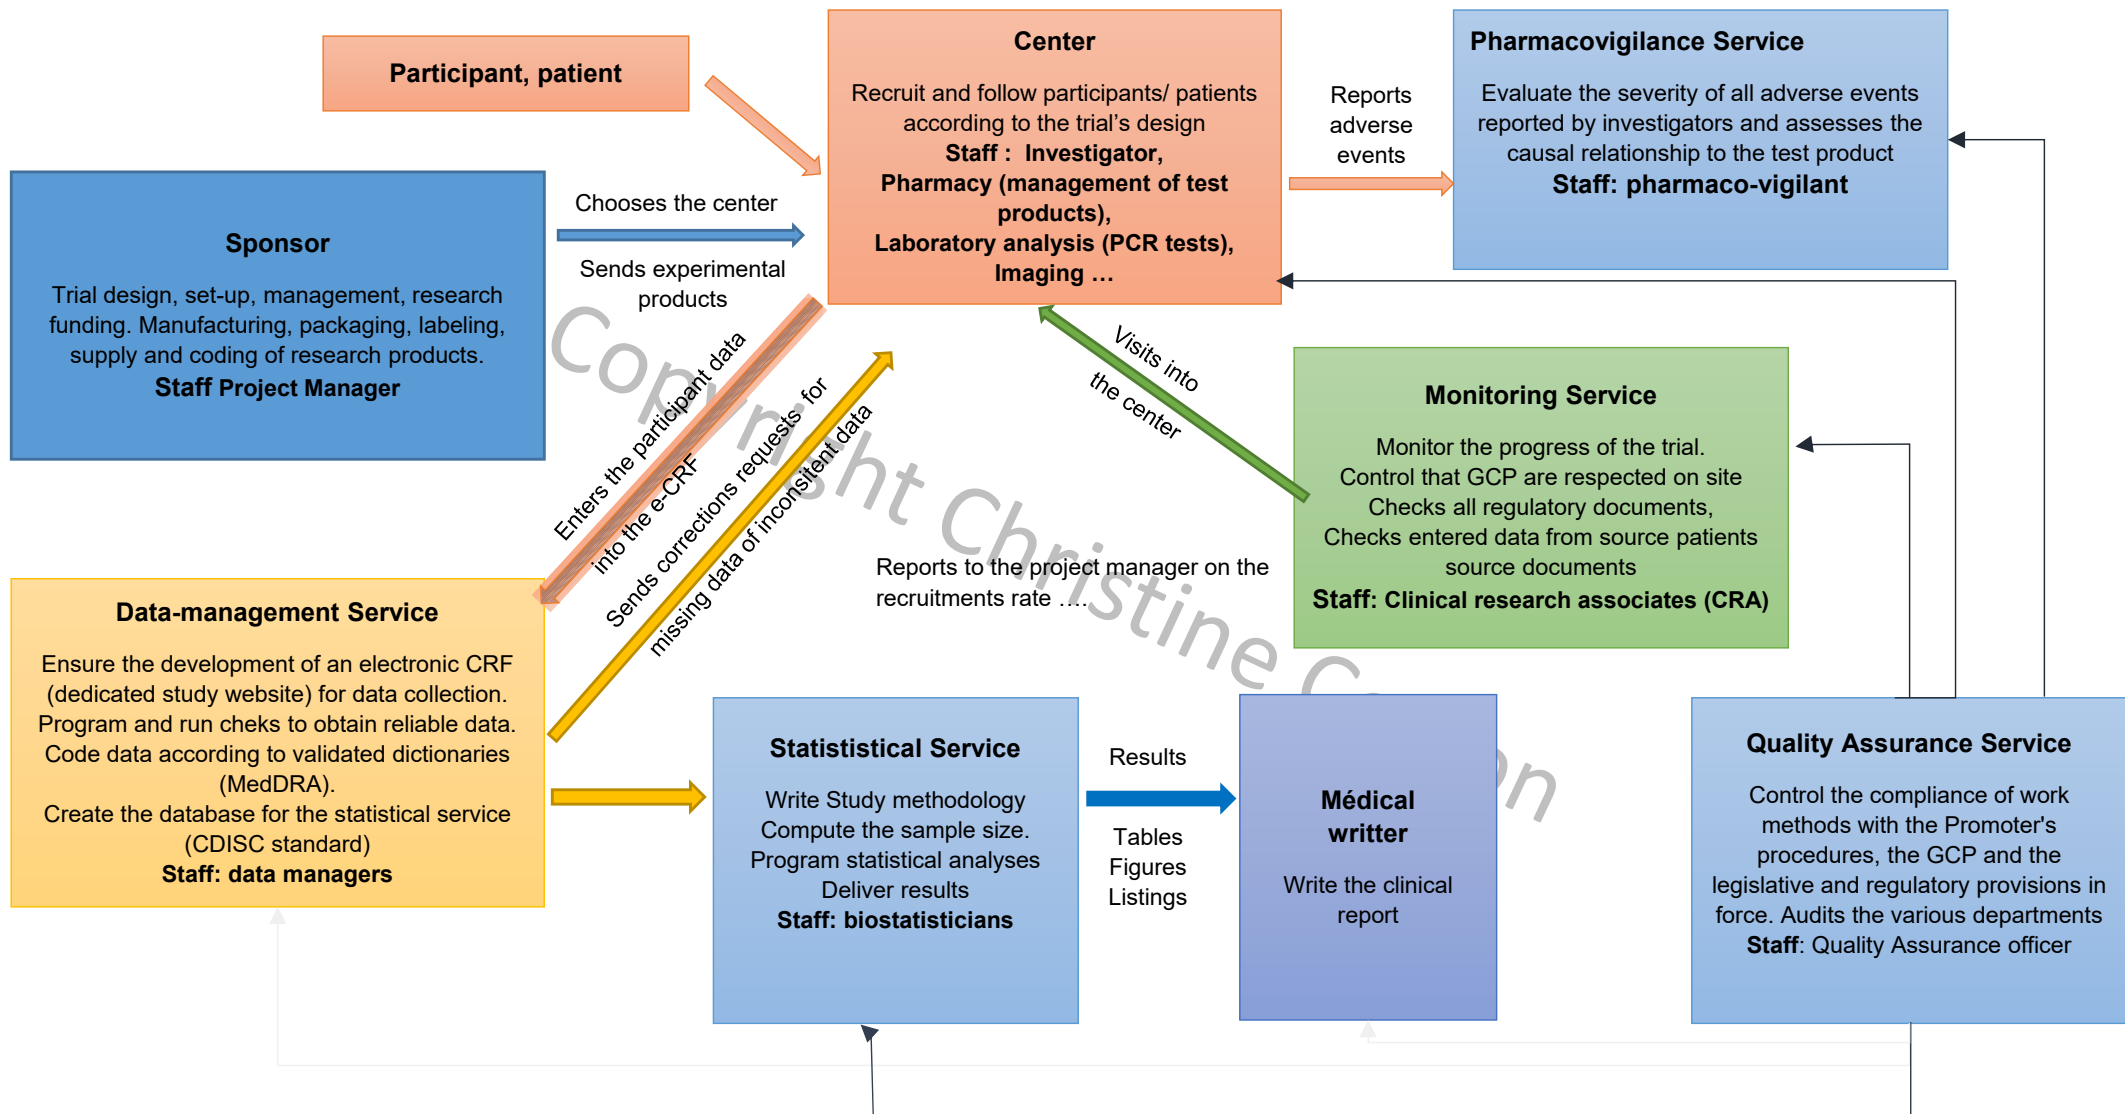 Participant, patient
Center
Recruit and follow participants/ patients
according to the trial's design
Staff : Investigator,
Pharmacy (management of test
products),
Laboratory analysis (PCR tests),
Imaging …
Reports
adverse
events
Pharmacovigilance Service
Evaluate the severity of all adverse events
reported by investigators and assesses the
causal relationship to the test product
Staff: pharmaco-vigilant
Sponsor
Trial design, set-up, management, research
funding. Manufacturing, packaging, labeling,
supply and coding of research products.
Staff Project Manager
Chooses the center
Sends experimental
products
Enters the participant data
into the e-CRF
Sends corrections requests for
missing data of inconsitent data
Visits into
the center
Monitoring Service
Monitor the progress of the trial.
Control that GCP are respected on site
Checks all regulatory documents,
Checks entered data from source patients
source documents
Staff: Clinical research associates (CRA)
Reports to the project manager on the
recruitments rate ….
Copyright Christine
Data-management Service
Ensure the development of an electronic CRF
(dedicated study website) for data collection.
Program and run cheks to obtain reliable data.
Code data according to validated dictionaries
(MedDRA).
Create the database for the statistical service
(CDISC standard)
Staff: data managers
Statististical Service
Write Study methodology
Compute the sample size.
Program statistical analyses
Deliver results
Staff: biostatisticians
Results
Tables
Figures
Listings
Médical
writter
Write the clinical
report
Quality Assurance Service
Control the compliance of work
methods with the Promoter's
procedures, the GCP and the
legislative and regulatory provisions in
force. Audits the various departments
Staff: Quality Assurance officer